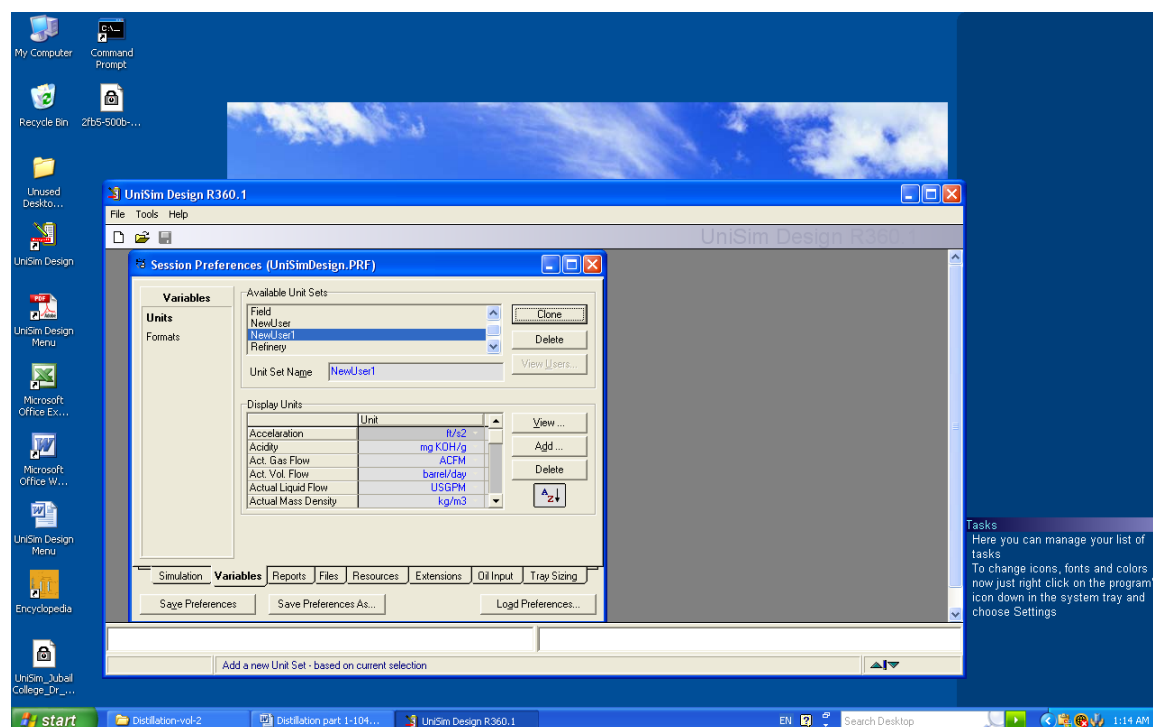 My Computer
Command
Prompt
Recycle Bin
2fb5-500b-...
Unused
Deskto...
UniSim Design
UniSim Design
Menu
Microsoft
Office Ex...
Microsoft
Office W...
UniSim Design
Menu
Encyclopedia
UniSim_Jubail
College_Dr_...
UniSim Design R360.1
File Tools Help
UniSim Design R360.1
Session Preferences (UniSimDesign.PRF)
Variables
Units
Formats
Available Unit Sets
Field
NewUser
NewUser1
Refinery
Clone
Delete
View Users...
Unit Set Name NewUser1
Display Units
Unit
Accelaration ft/s2
Acidity mg KOH/g
Act. Gas Flow ACFM
Act. Vol. Flow barrel/day
Actual Liquid Flow USGPM
Actual Mass Density kg/m3
View ...
Add ...
Delete
Simulation Variables Reports Files Resources Extensions Oil Input Tray Sizing
Save Preferences Save Preferences As... Load Preferences...
Add a new Unit Set - based on current selection
Tasks
Here you can manage your list of
tasks
To change icons, fonts and colors
now just right click on the program'
icon down in the system tray and
choose Settings
start
Distillation-vol-2
Distillation part 1-104...
UniSim Design R360.1
EN
Search Desktop
1:14 AM